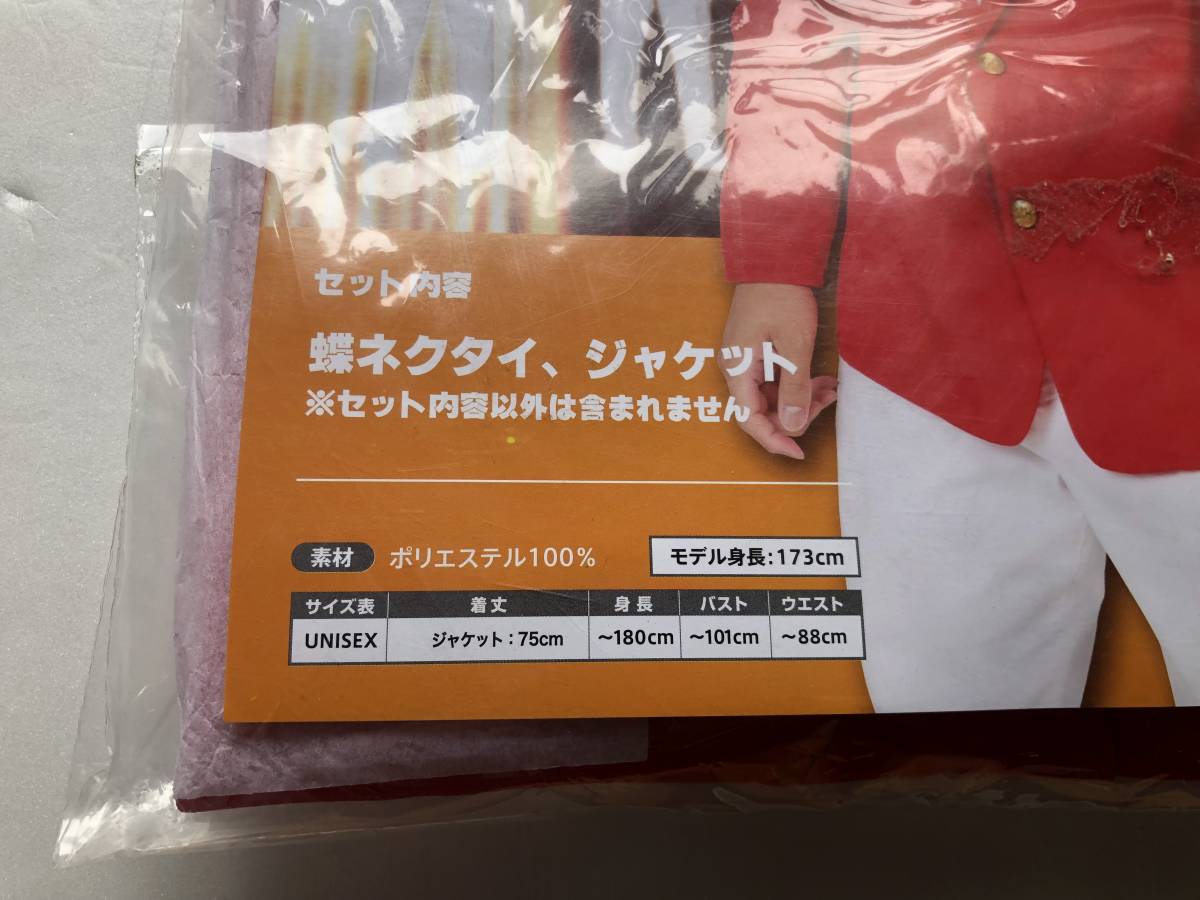 セット内容
蝶ネクタイ、ジャケット
※セット内容以外は含まれません
素材 ポリエステル100%
モデル身長:173cm
サイズ表 着丈 身長 バスト ウエスト
UNISEX ジャケット:75cm ~180cm ~101cm ~88cm